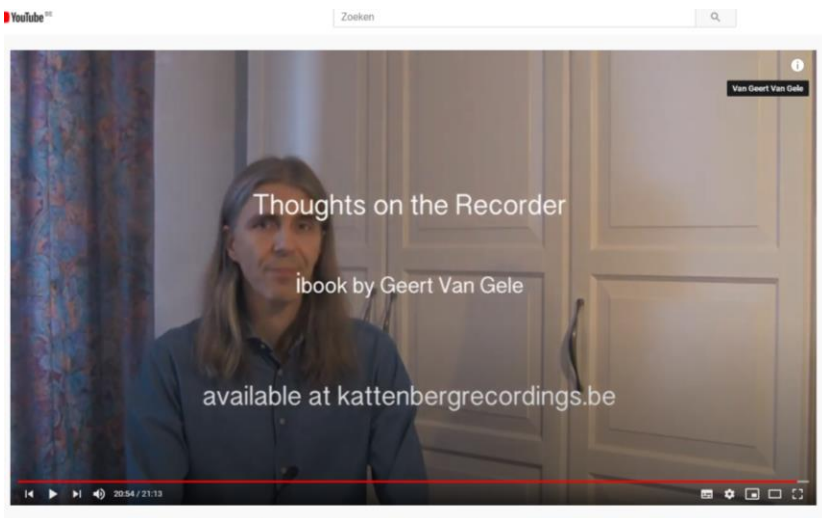 YouTube BE
Zoeken
Van Geert Van Gele
Thoughts on the Recorder
ibook by Geert Van Gele
available at kattenbergrecordings.be
20:54 / 21:13